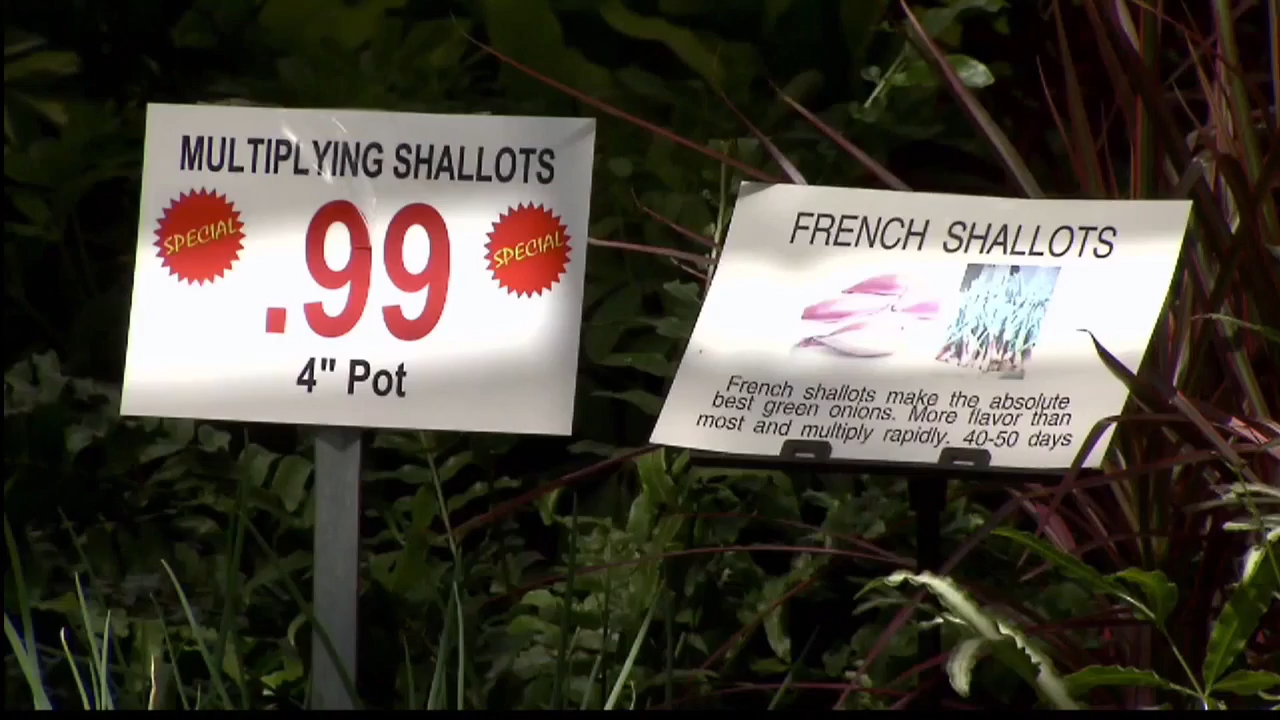 MULTIPLYING SHALLOTS
SPECIAL
.99
SPECIAL
4" Pot
FRENCH SHALLOTS
French shallots make the absolute
best green onions. More flavor than
most and multiply rapidly. 40-50 days